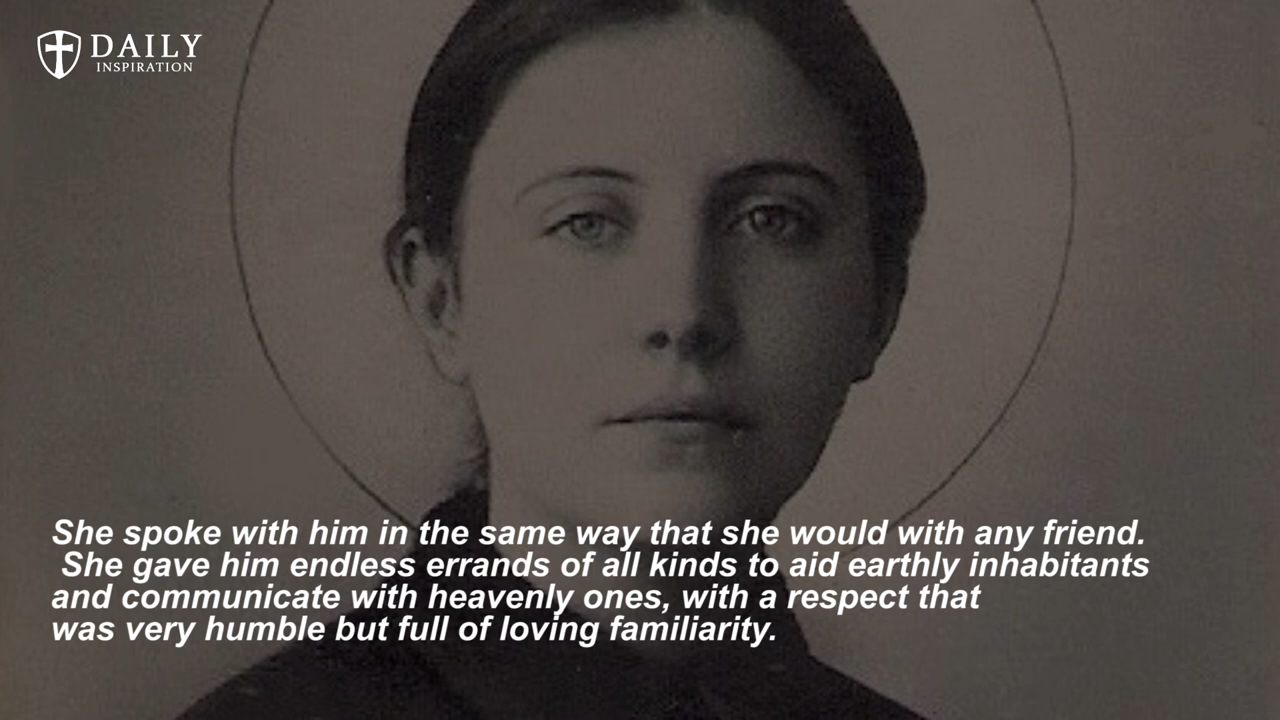 DAILY
INSPIRATION
She spoke with him in the same way that she would with any friend.
She gave him endless errands of all kinds to aid earthly inhabitants
and communicate with heavenly ones, with a respect that
was very humble but full of loving familiarity.